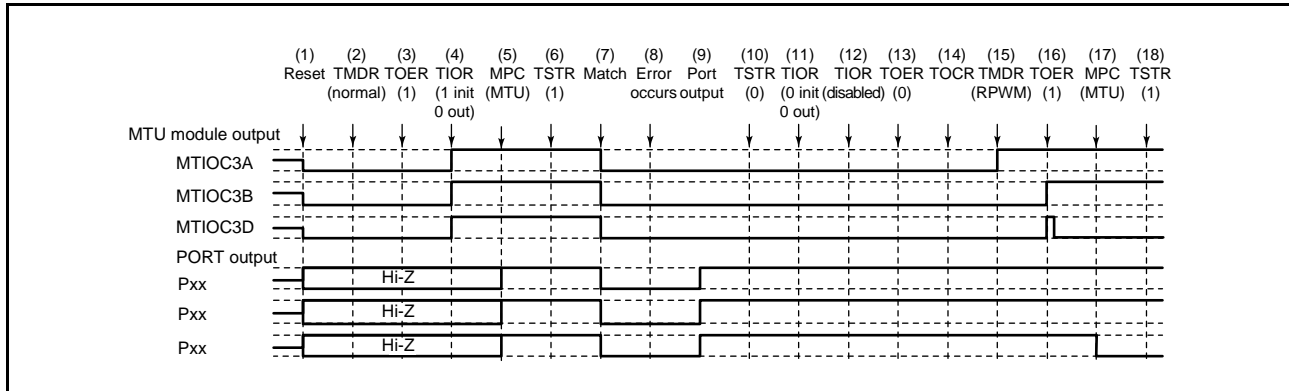 (1) (2) (3) (4) (5) (6) (7) (8) (9) (10) (11) (12) (13) (14) (15) (16) (17) (18)
Reset TMDR TOER TIOR MPC TSTR Match Error Port TSTR TIOR TIOR TOER TOCR TMDR TOER MPC TSTR
(normal) (1) (1 init (MTU) (1) occurs output (0) (0 init (disabled) (0) (RPWM) (1) (MTU) (1)
0 out) 0 out)
MTU module output
MTIOC3A
MTIOC3B
MTIOC3D
PORT output
Pxx Hi-Z
Pxx Hi-Z
Pxx Hi-Z